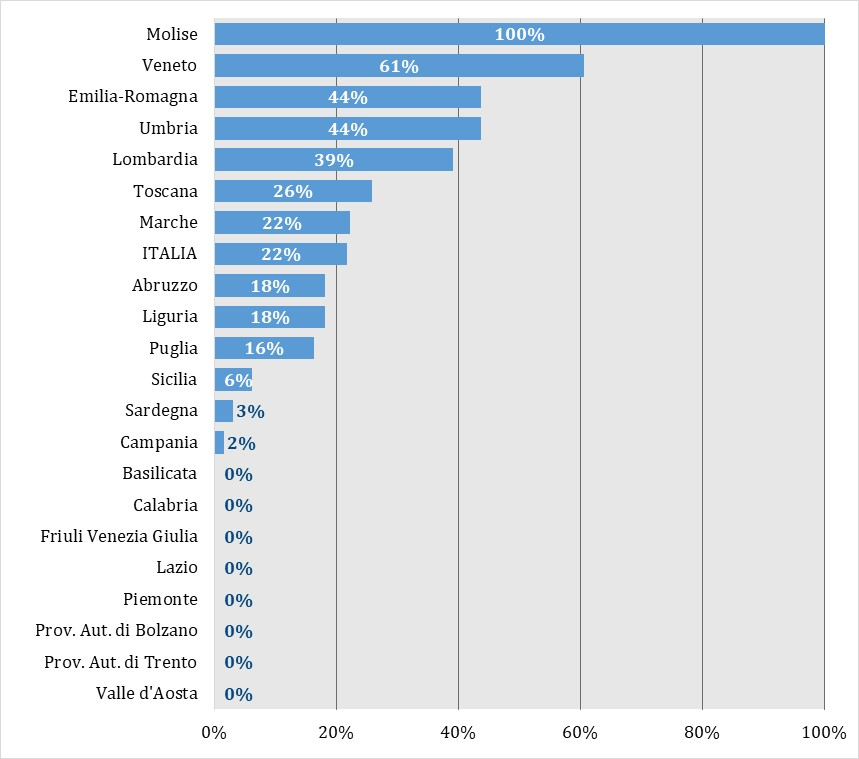 Molise 100%
Veneto 61%
Emilia-Romagna 44%
Umbria 44%
Lombardia 39%
Toscana 26%
Marche 22%
ITALIA 22%
Abruzzo 18%
Liguria 18%
Puglia 16%
Sicilia 6%
Sardegna 3%
Campania 2%
Basilicata 0%
Calabria 0%
Friuli Venezia Giulia 0%
Lazio 0%
Piemonte 0%
Prov. Aut. di Bolzano 0%
Prov. Aut. di Trento 0%
Valle d'Aosta 0%
0% 20% 40% 60% 80% 100%